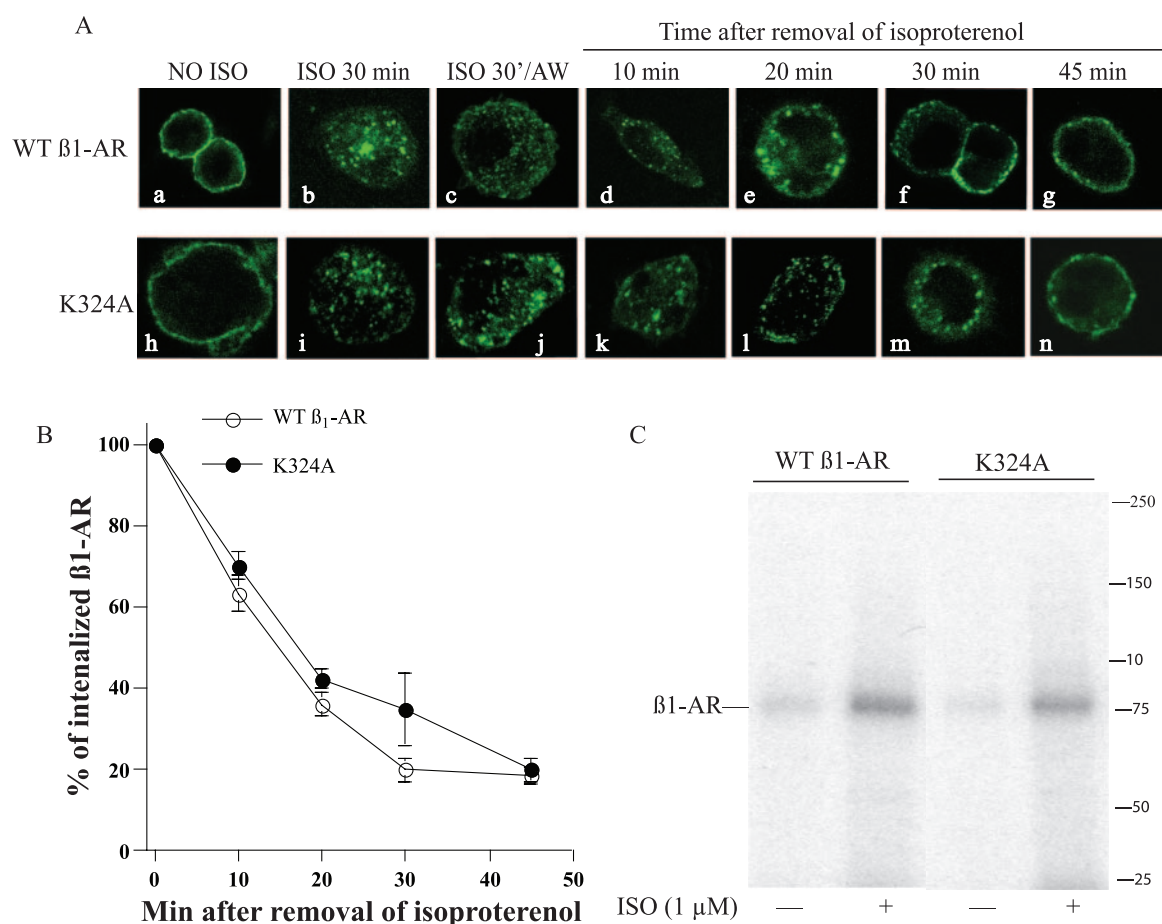 A
Time after removal of isoproterenol
NO ISO ISO 30 min ISO 30’/AW 10 min 20 min 30 min 45 min
WT ß1-AR
a b c d e f g
K324A
h i j k l m n
B
WT ß1-AR
K324A
% of intenalized ß1-AR
100
80
60
40
20
0
0 10 20 30 40 50
Min after removal of isoproterenol
C
WT ß1-AR K324A
250
150
10
ß1-AR 75
50
25
ISO (1 µM) — + — +